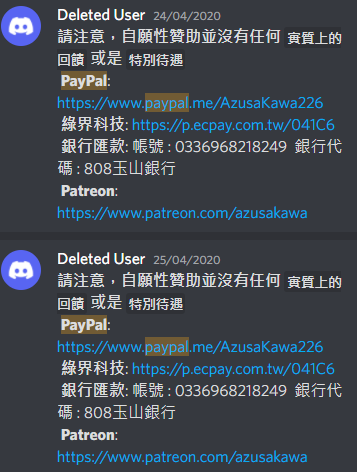 Deleted User 24/04/2020
請注意，自願性贊助並沒有任何 實質上的
回饋 或是 特別待遇
PayPal:
https://www.paypal.me/AzusaKawa226
綠界科技: https://p.ecpay.com.tw/041C6
銀行匯款: 帳號 : 0336968218249 銀行代
碼 : 808玉山銀行
Patreon:
https://www.patreon.com/azusakawa
Deleted User 25/04/2020
請注意，自願性贊助並沒有任何 實質上的
回饋 或是 特別待遇
PayPal:
https://www.paypal.me/AzusaKawa226
綠界科技: https://p.ecpay.com.tw/041C6
銀行匯款: 帳號 : 0336968218249 銀行代
碼 : 808玉山銀行
Patreon:
https://www.patreon.com/azusakawa